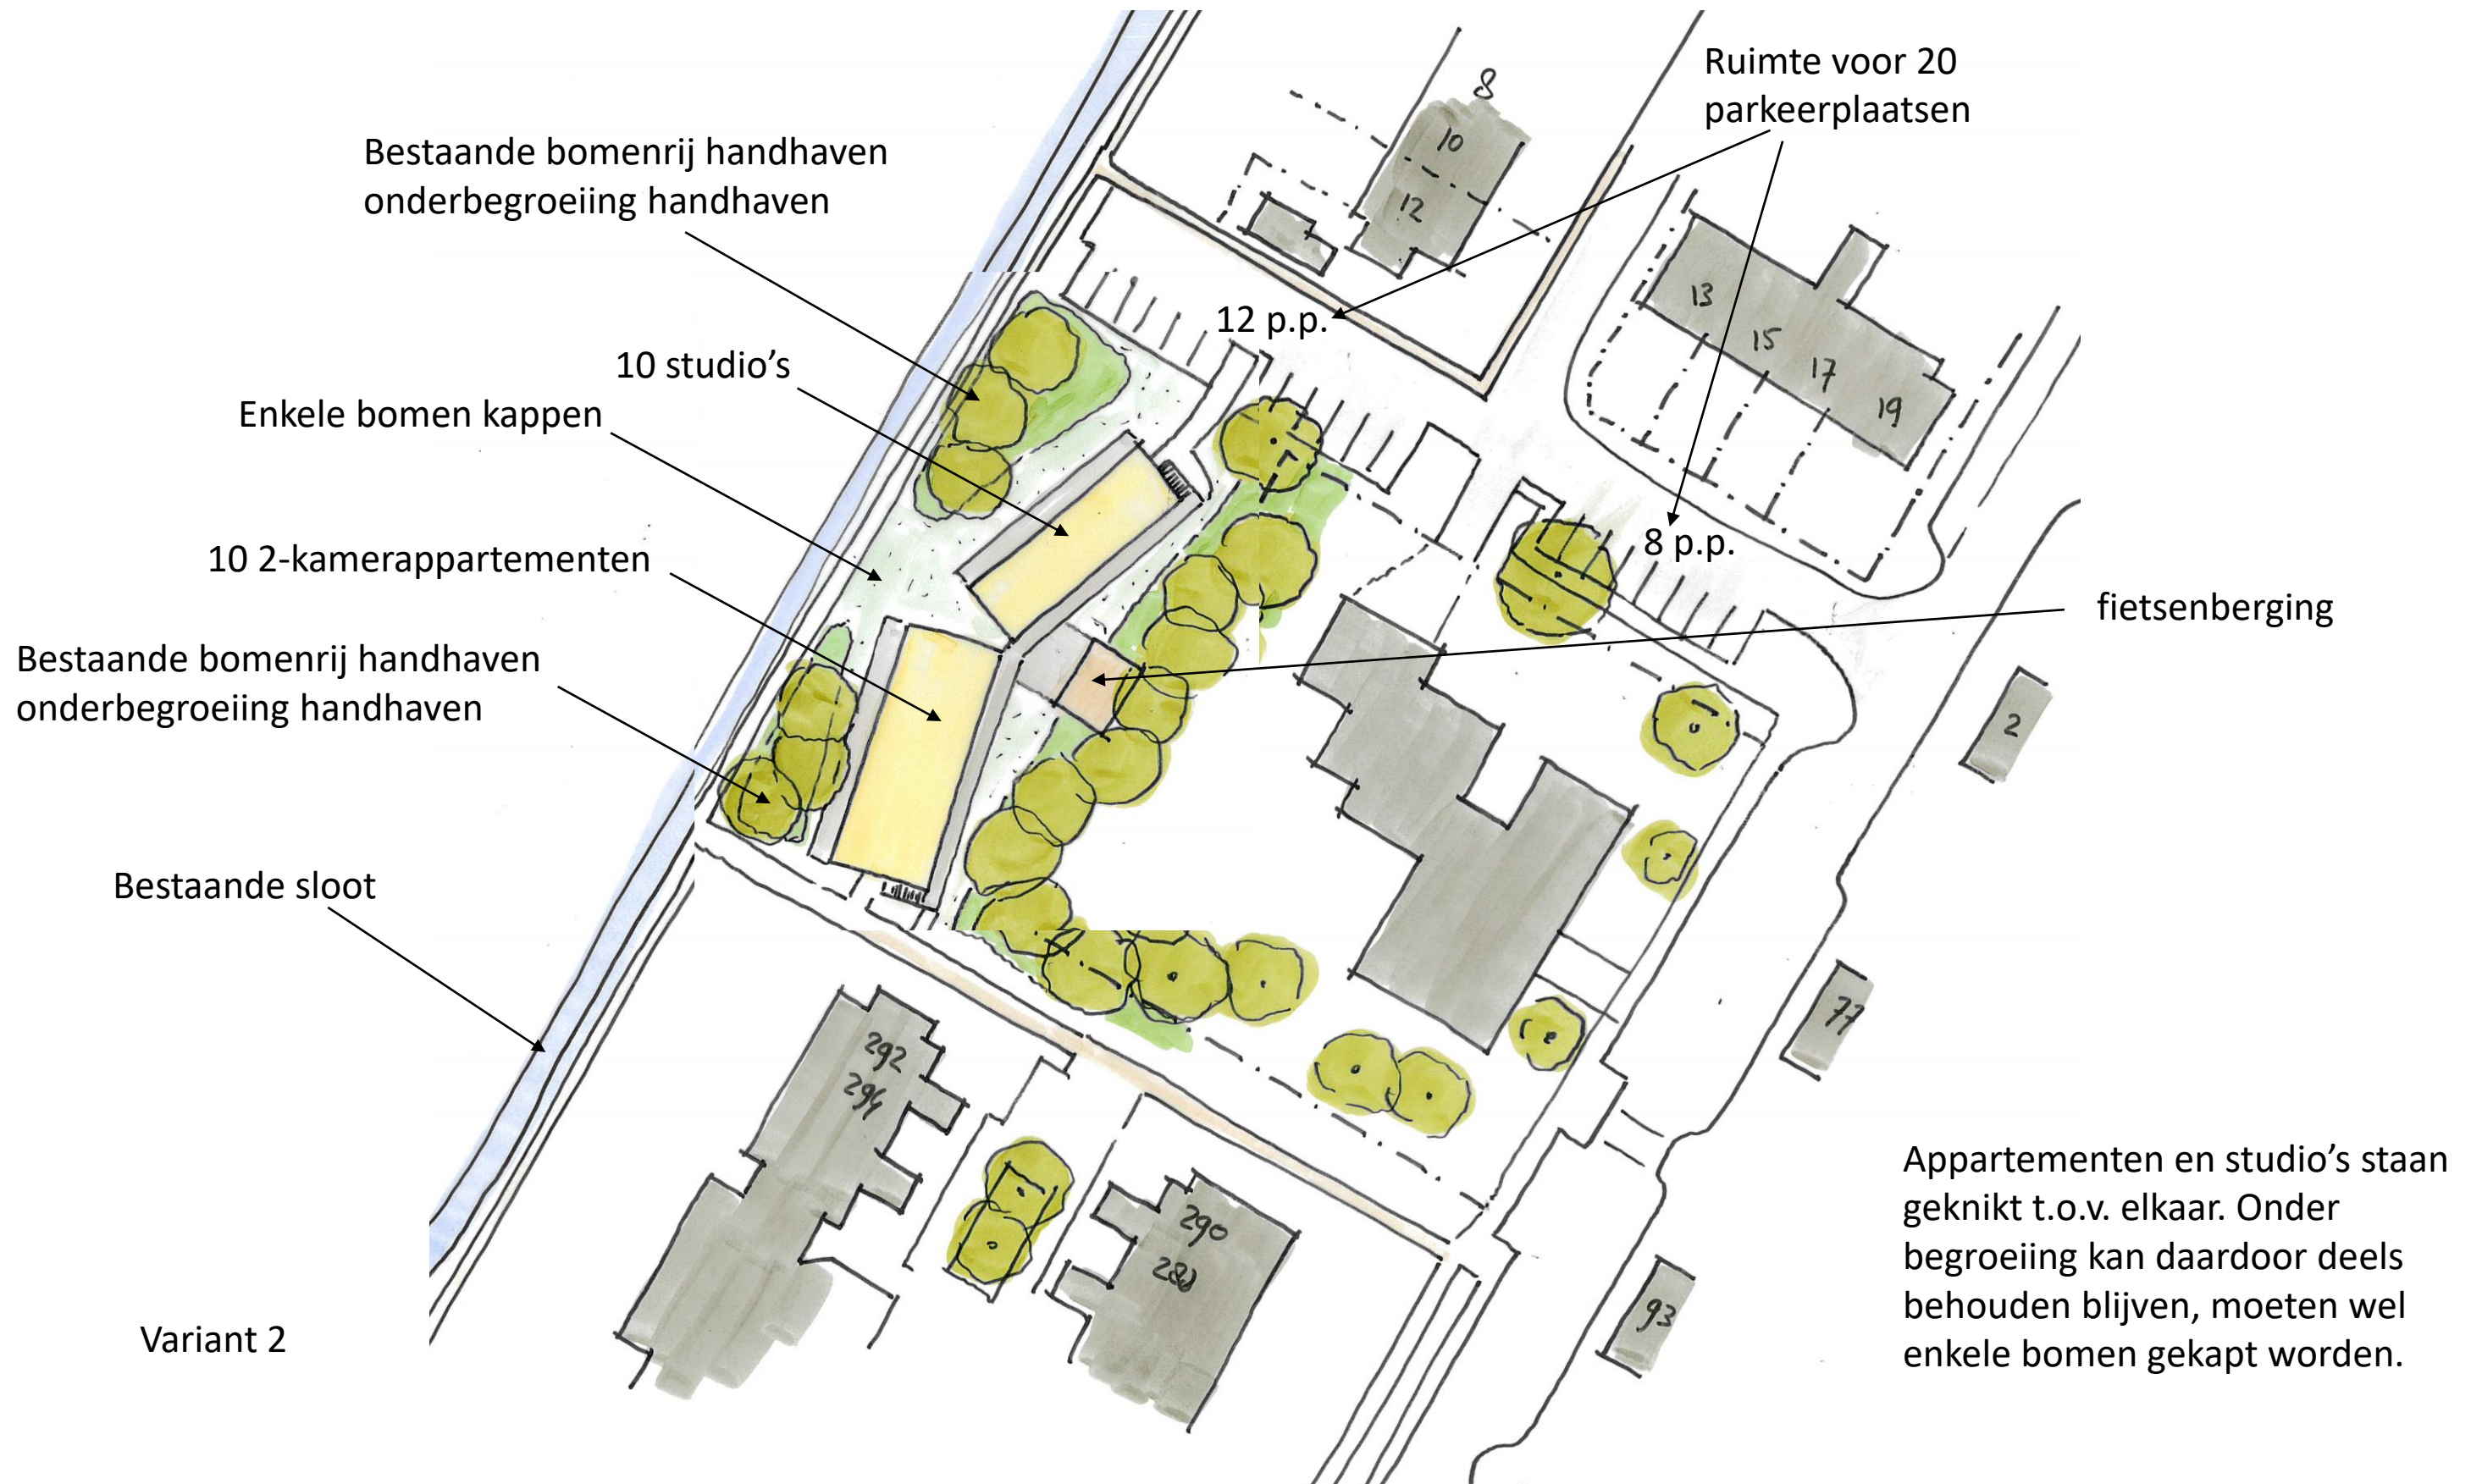 Ruimte voor 20
parkeerplaatsen
Bestaande bomenrij handhaven
onderbegroeiing handhaven
8
10
12
13
15
17
19
12 p.p.
10 studio's
Enkele bomen kappen
8 p.p.
10 2-kamerappartementen
fietsenberging
Bestaande bomenrij handhaven
onderbegroeiing handhaven
2
Bestaande sloot
77
292
294
290
93
Appartementen en studio's staan
geknikt t.o.v. elkaar. Onder
begroeiing kan daardoor deels
behouden blijven, moeten wel
enkele bomen gekapt worden.
Variant 2